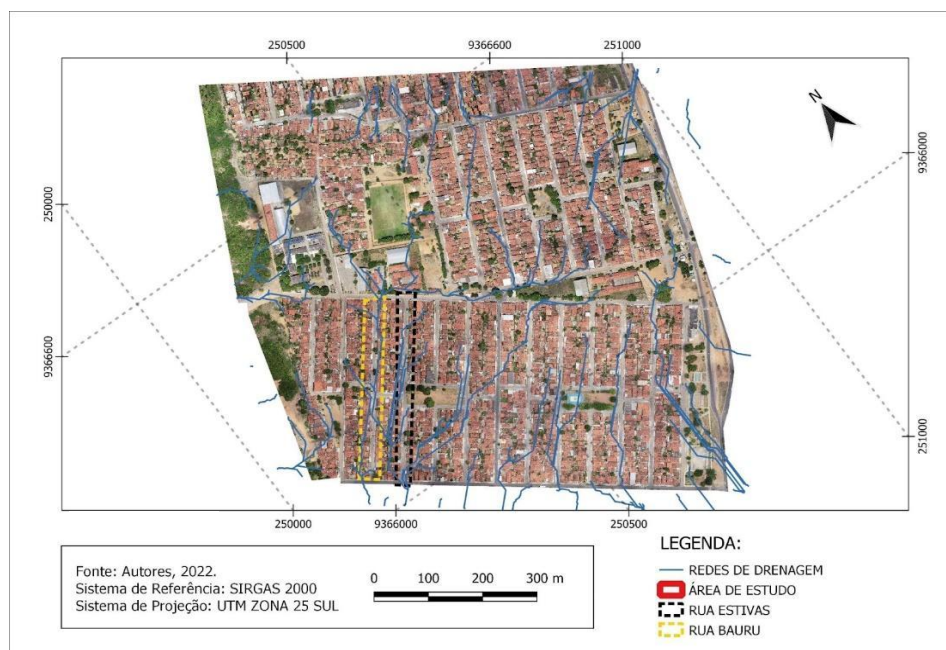 250500
9366600
251000
N
9366000
250000
9366600
251000
250000
9366000
250500
Fonte: Autores, 2022.
Sistema de Referência: SIRGAS 2000
Sistema de Projeção: UTM ZONA 25 SUL
0 100 200 300 m
LEGENDA:
REDES DE DRENAGEM
ÁREA DE ESTUDO
RUA ESTIVAS
RUA BAURU